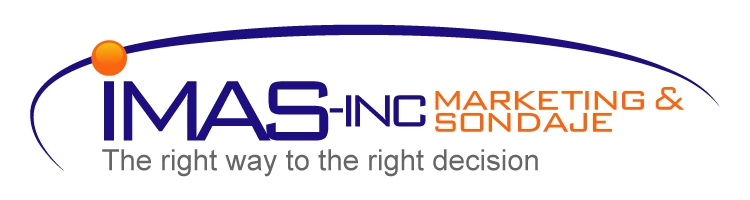 iMAS-INC MARKETING &
SONDAJE
The right way to the right decision